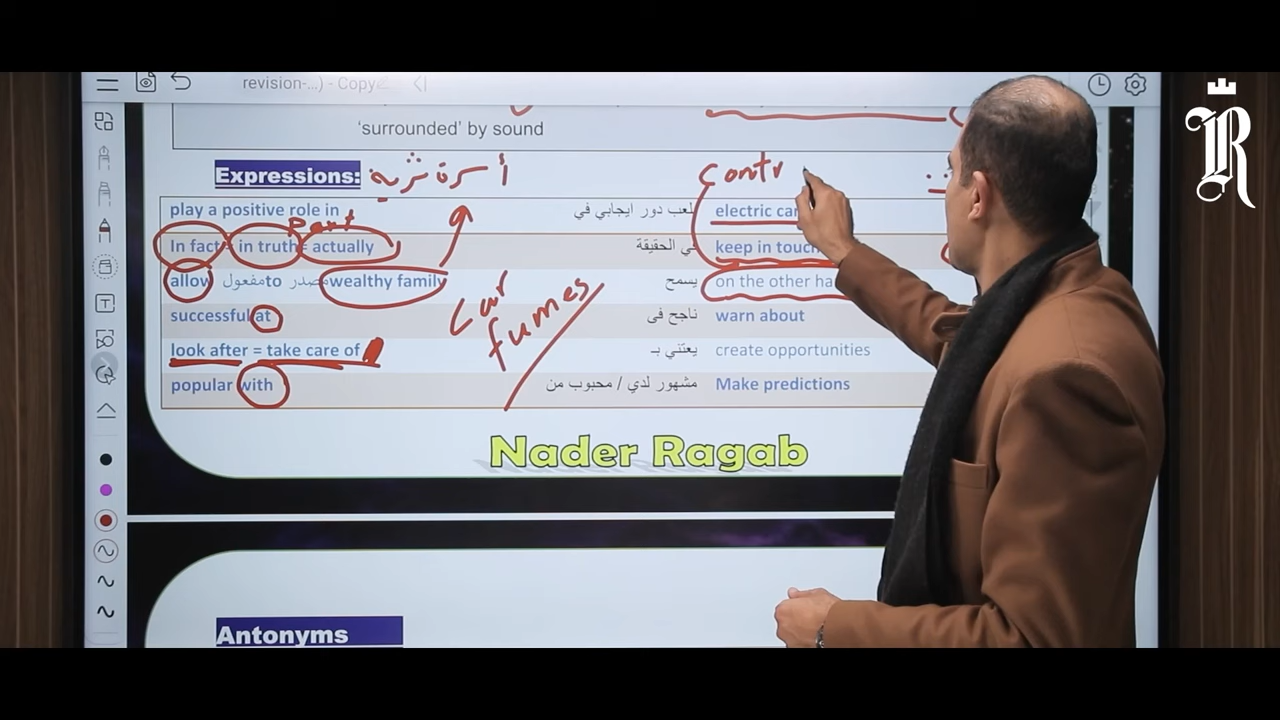 revision-...) - Copy
'surrounded' by sound
Expressions: أسرة ثرية
Contr
play a positive role in يلعب دور ايجابي في electric car
part
In fact = in truth = actually في الحقيقة keep in touch
allow مفعول to مصدر يسمح wealthy family on the other ha
car fumes
successful at ناجح فى warn about
look after = take care of يعتني بـ create opportunities
popular with مشهور لدي / محبوب من Make predictions
Nader Ragab
Antonyms
R